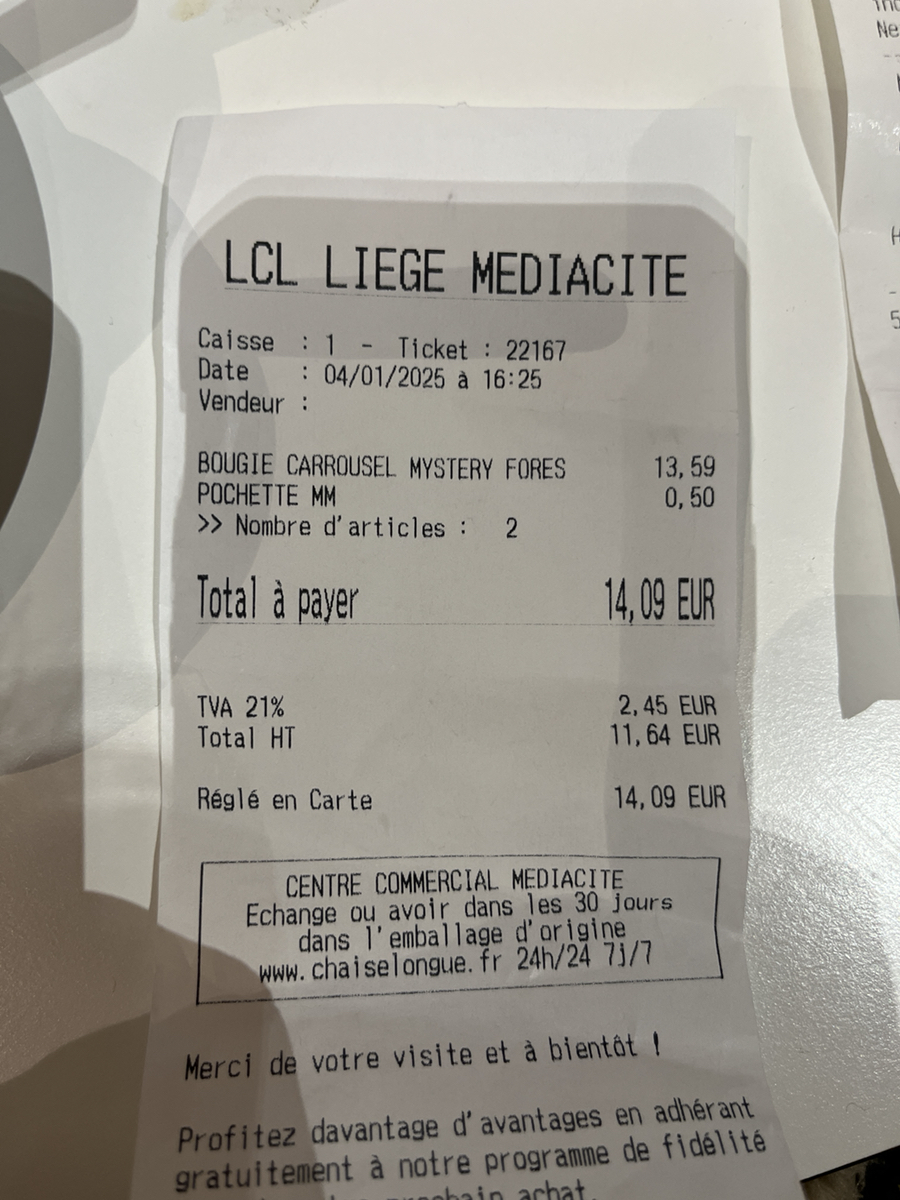 LCL LIEGE MEDIACITE
Caisse : 1 - Ticket : 22167
Date : 04/01/2025 à 16:25
Vendeur :
BOUGIE CARROUSEL MYSTERY FORES 13,59
POCHETTE MM 0,50
>> Nombre d'articles : 2
Total à payer 14,09 EUR
TVA 21% 2,45 EUR
Total HT 11,64 EUR
Réglé en Carte 14,09 EUR
CENTRE COMMERCIAL MEDIACITE
Echange ou avoir dans les 30 jours
dans l'emballage d'origine
www.chaiselongue.fr 24h/24 7j/7
Merci de votre visite et à bientôt !
Profitez davantage d'avantages en adhérant
gratuitement à notre programme de fidélité
prochain achat.
Ne